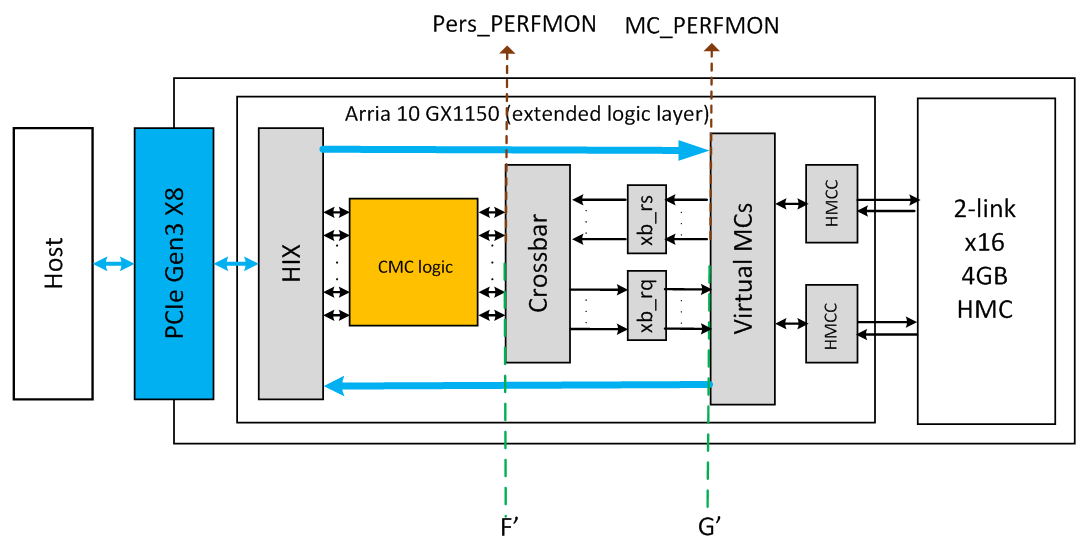 Pers_PERFMON
MC_PERFMON
Arria 10 GX1150 (extended logic layer)
Host
PCIe Gen3 X8
HIX
CMC logic
Crossbar
xb_rs
xb_rq
Virtual MCs
HMCC
HMCC
2-link
x16
4GB
HMC
F’
G’